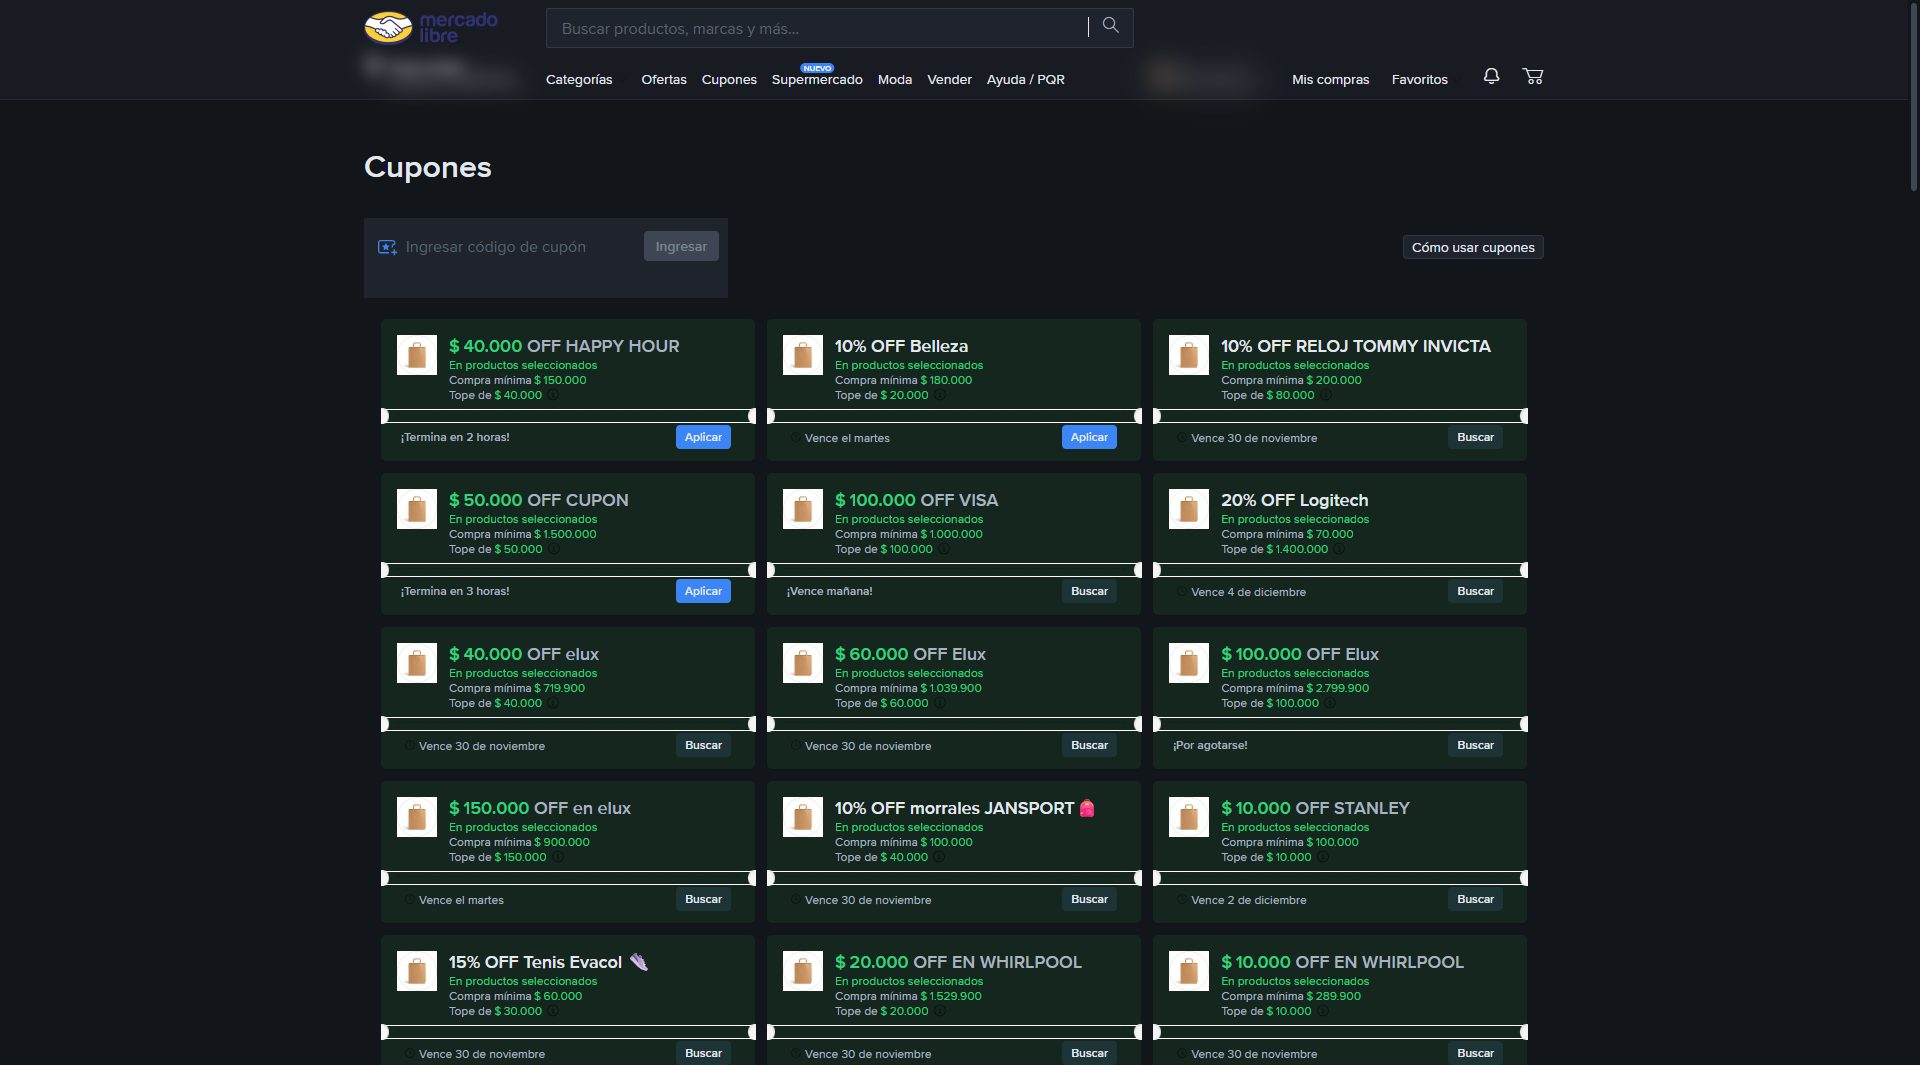 mercado
libre
Buscar productos, marcas y más...
NUEVO
Categorías Ofertas Cupones Supermercado Moda Vender Ayuda / PQR Mis compras Favoritos
Cupones
Ingresar código de cupón Ingresar
Cómo usar cupones
$ 40.000 OFF HAPPY HOUR
En productos seleccionados
Compra mínima $ 150.000
Tope de $ 40.000
¡Termina en 2 horas! Aplicar
10% OFF Belleza
En productos seleccionados
Compra mínima $ 180.000
Tope de $ 20.000
Vence el martes Aplicar
10% OFF RELOJ TOMMY INVICTA
En productos seleccionados
Compra mínima $ 200.000
Tope de $ 80.000
Vence 30 de noviembre Buscar
$ 50.000 OFF CUPON
En productos seleccionados
Compra mínima $ 1.500.000
Tope de $ 50.000
¡Termina en 3 horas! Aplicar
$ 100.000 OFF VISA
En productos seleccionados
Compra mínima $ 1.000.000
Tope de $ 100.000
¡Vence mañana! Buscar
20% OFF Logitech
En productos seleccionados
Compra mínima $ 70.000
Tope de $ 1.400.000
Vence 4 de diciembre Buscar
$ 40.000 OFF elux
En productos seleccionados
Compra mínima $ 719.900
Tope de $ 40.000
Vence 30 de noviembre Buscar
$ 60.000 OFF Elux
En productos seleccionados
Compra mínima $ 1.039.900
Tope de $ 60.000
Vence 30 de noviembre Buscar
$ 100.000 OFF Elux
En productos seleccionados
Compra mínima $ 2.799.900
Tope de $ 100.000
¡Por agotarse! Buscar
$ 150.000 OFF en elux
En productos seleccionados
Compra mínima $ 900.000
Tope de $ 150.000
Vence el martes Buscar
10% OFF morrales JANSPORT 🎒
En productos seleccionados
Compra mínima $ 100.000
Tope de $ 40.000
Vence 30 de noviembre Buscar
$ 10.000 OFF STANLEY
En productos seleccionados
Compra mínima $ 100.000
Tope de $ 10.000
Vence 2 de diciembre Buscar
15% OFF Tenis Evacol 👟
En productos seleccionados
Compra mínima $ 60.000
Tope de $ 30.000
Vence 30 de noviembre Buscar
$ 20.000 OFF EN WHIRLPOOL
En productos seleccionados
Compra mínima $ 1.529.900
Tope de $ 20.000
Vence 30 de noviembre Buscar
$ 10.000 OFF EN WHIRLPOOL
En productos seleccionados
Compra mínima $ 289.900
Tope de $ 10.000
Vence 30 de noviembre Buscar